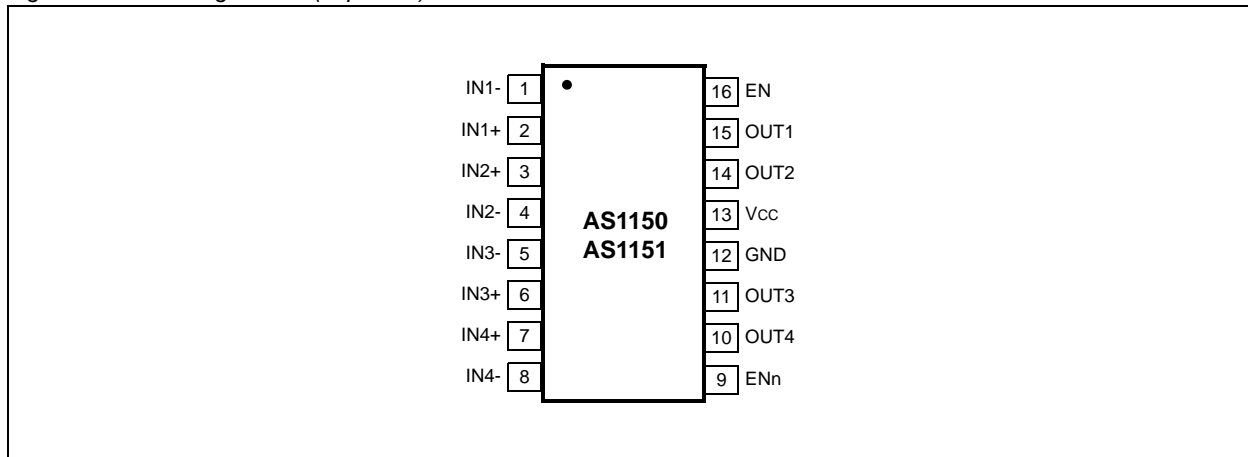 IN1- 1
IN1+ 2
IN2+ 3
IN2- 4
IN3- 5
IN3+ 6
IN4+ 7
IN4- 8
AS1150
AS1151
16 EN
15 OUT1
14 OUT2
13 VCC
12 GND
11 OUT3
10 OUT4
9 ENn